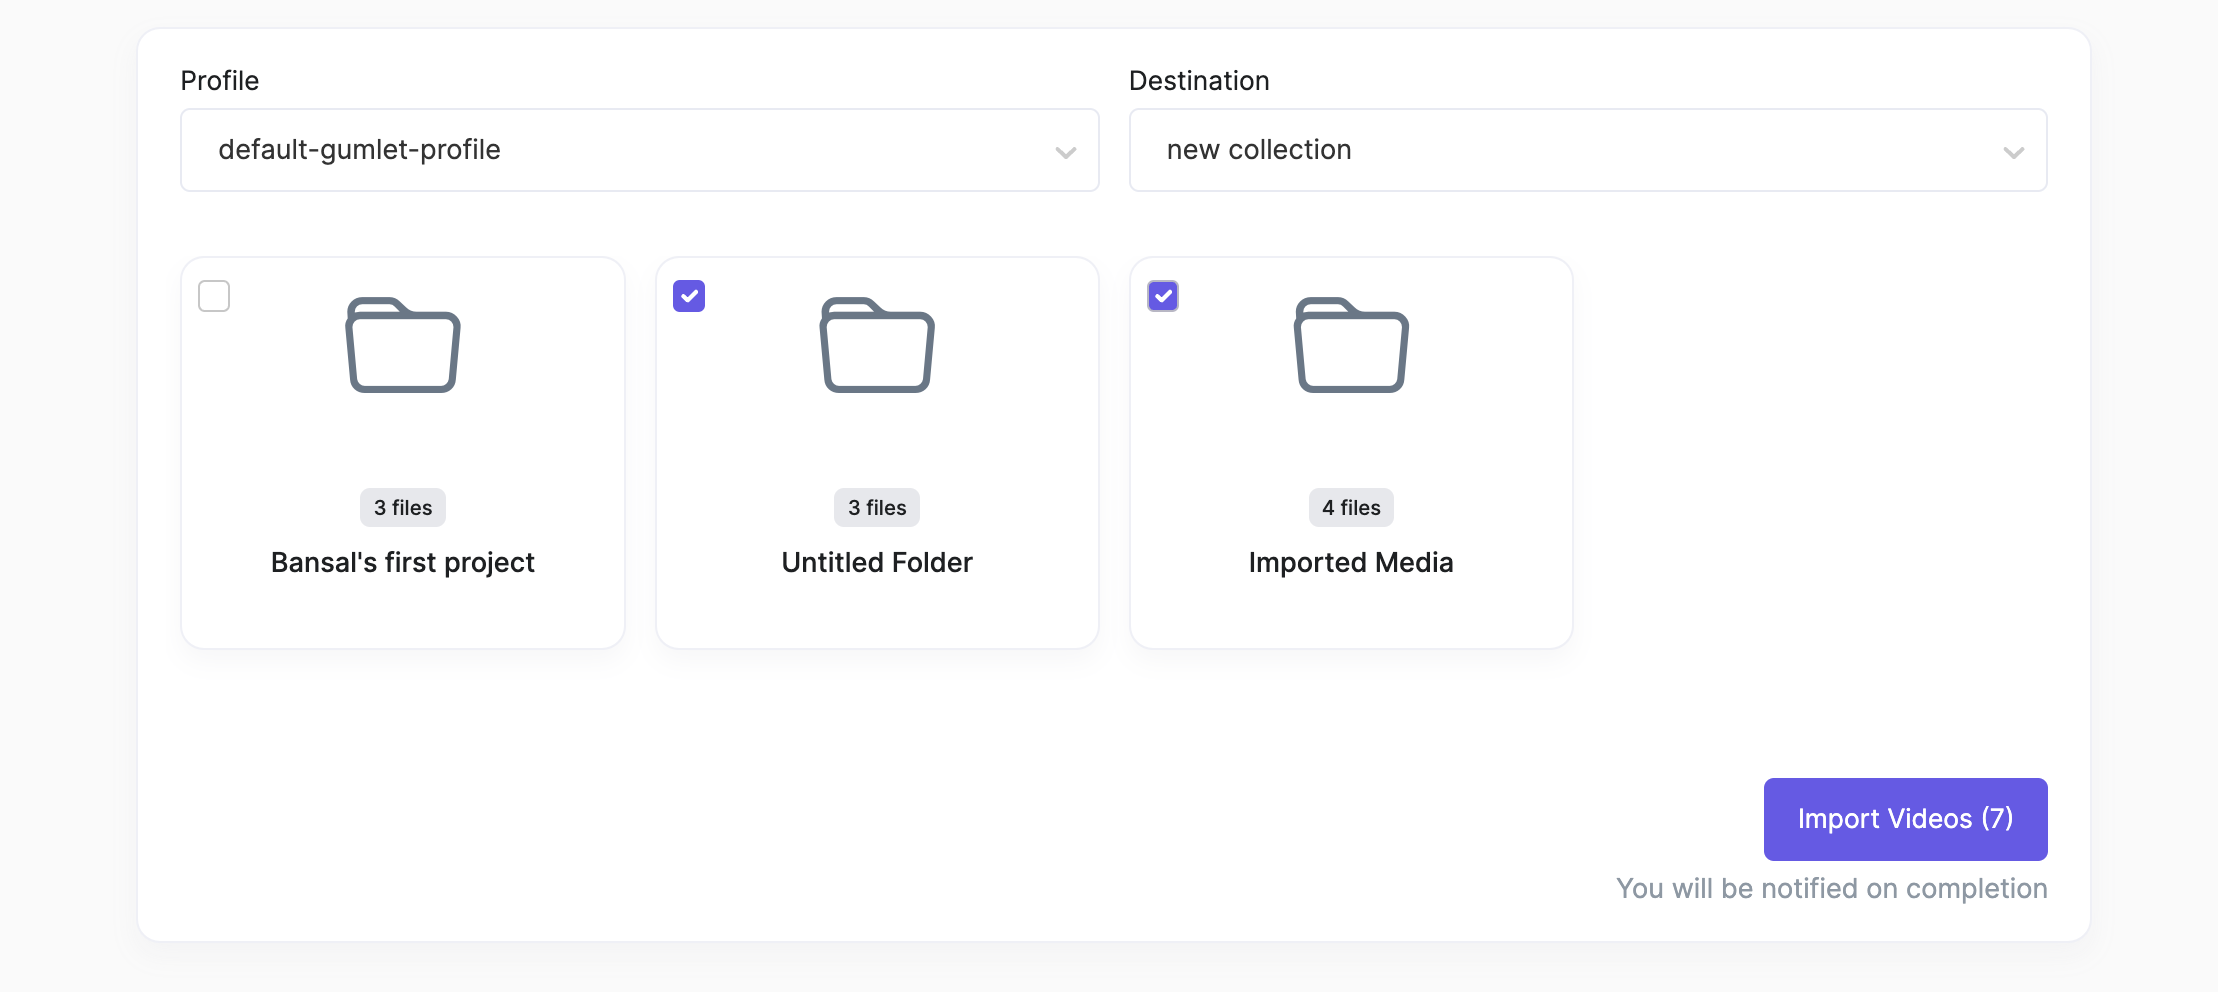 Profile
Destination
default-gumlet-profile
new collection
3 files
Bansal's first project
3 files
Untitled Folder
4 files
Imported Media
Import Videos (7)
You will be notified on completion